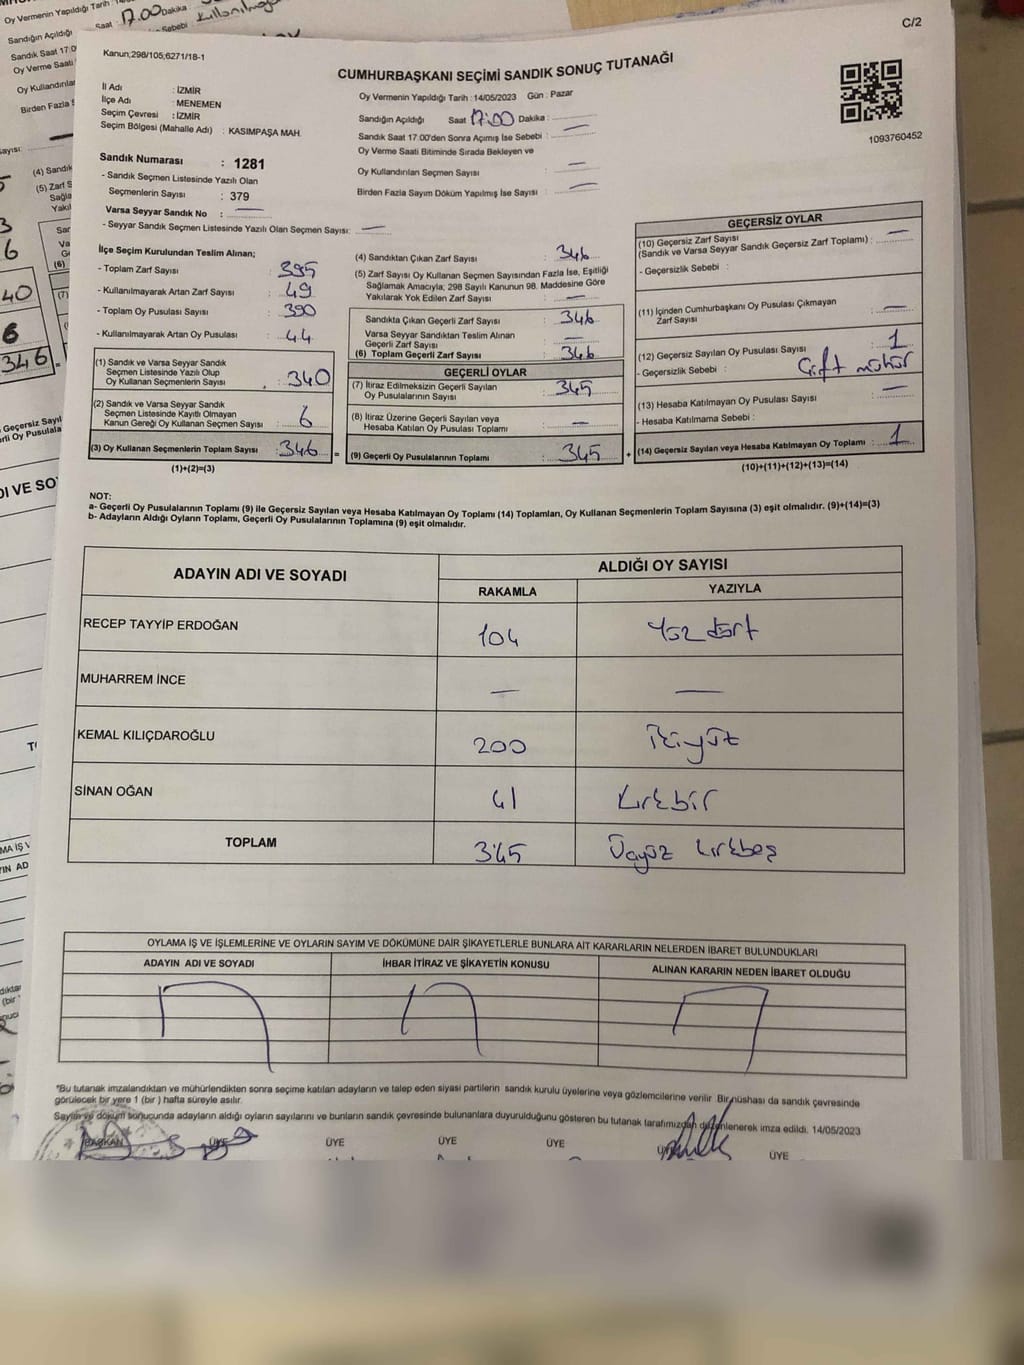 C/2
Kanun;298/105;6271/18-1
CUMHURBAŞKANI SEÇİMİ SANDIK SONUÇ TUTANAĞI
İl Adı : İZMİR
İlçe Adı : MENEMEN
Seçim Çevresi : İZMİR
Seçim Bölgesi (Mahalle Adı) : KASIMPAŞA MAH.
Oy Vermenin Yapıldığı Tarih : 14/05/2023 Gün : Pazar
Sandığın Açıldığı Saat 17:00 Dakika : —
Sandık Saat 17:00'den Sonra Açımış İse Sebebi : —
Oy Verme Saati Bitiminde Sırada Bekleyen ve
Oy Kullandırılan Seçmen Sayısı : —
Birden Fazla Sayım Döküm Yapılmış İse Sayısı : —
1093760452
Sandık Numarası : 1281
- Sandık Seçmen Listesinde Yazılı Olan
Seçmenlerin Sayısı : 379
Varsa Seyyar Sandık No : —
- Seyyar Sandık Seçmen Listesinde Yazılı Olan Seçmen Sayısı: —
İlçe Seçim Kurulundan Teslim Alınan;
- Toplam Zarf Sayısı : 395
- Kullanılmayarak Artan Zarf Sayısı : 49
- Toplam Oy Pusulası Sayısı : 390
- Kullanılmayarak Artan Oy Pusulası : 44
(1) Sandık ve Varsa Seyyar Sandık
Seçmen Listesinde Yazılı Olup
Oy Kullanan Seçmenlerin Sayısı : 340
(2) Sandık ve Varsa Seyyar Sandık
Seçmen Listesinde Kayıtlı Olmayan
Kanun Gereği Oy Kullanan Seçmen Sayısı : 6
(3) Oy Kullanan Seçmenlerin Toplam Sayısı : 346 =
(1)+(2)=(3)
(4) Sandıktan Çıkan Zarf Sayısı : 346
(5) Zarf Sayısı Oy Kullanan Seçmen Sayısından Fazla İse, Eşitliği
Sağlamak Amacıyla; 298 Sayılı Kanunun 98. Maddesine Göre
Yakılarak Yok Edilen Zarf Sayısı : —
Sandıkta Çıkan Geçerli Zarf Sayısı : 346
Varsa Seyyar Sandıktan Teslim Alınan
Geçerli Zarf Sayısı : —
(6) Toplam Geçerli Zarf Sayısı : 346
GEÇERLİ OYLAR
(7) İtiraz Edilmeksizin Geçerli Sayılan
Oy Pusulalarının Sayısı : 345
(8) İtiraz Üzerine Geçerli Sayılan veya
Hesaba Katılan Oy Pusulası Toplamı : —
(9) Geçerli Oy Pusulalarının Toplamı : 345 +
GEÇERSİZ OYLAR
(10) Geçersiz Zarf Sayısı
(Sandık ve Varsa Seyyar Sandık Geçersiz Zarf Toplamı) : —
- Geçersizlik Sebebi :
(11) İçinden Cumhurbaşkanı Oy Pusulası Çıkmayan
Zarf Sayısı : —
(12) Geçersiz Sayılan Oy Pusulası Sayısı : 1
- Geçersizlik Sebebi : Çift mühür
(13) Hesaba Katılmayan Oy Pusulası Sayısı : —
- Hesaba Katılmama Sebebi :
(14) Geçersiz Sayılan veya Hesaba Katılmayan Oy Toplamı : 1
(10)+(11)+(12)+(13)=(14)
NOT:
a- Geçerli Oy Pusulalarının Toplamı (9) ile Geçersiz Sayılan veya Hesaba Katılmayan Oy Toplamı (14) Toplamları, Oy Kullanan Seçmenlerin Toplam Sayısına (3) eşit olmalıdır. (9)+(14)=(3)
b- Adayların Aldığı Oyların Toplamı, Geçerli Oy Pusulalarının Toplamına (9) eşit olmalıdır.
ADAYIN ADI VE SOYADI ALDIĞI OY SAYISI
RAKAMLA YAZIYLA
RECEP TAYYİP ERDOĞAN 104 Yüz dört
MUHARREM İNCE — —
KEMAL KILIÇDAROĞLU 200 İkiyüz
SİNAN OĞAN 41 Kırkbir
TOPLAM 345 Üçyüz kırkbeş
OYLAMA İŞ VE İŞLEMLERİNE VE OYLARIN SAYIM VE DÖKÜMÜNE DAİR ŞİKAYETLERLE BUNLARA AİT KARARLARIN NELERDEN İBARET BULUNDUKLARI
ADAYIN ADI VE SOYADI İHBAR İTİRAZ VE ŞİKAYETİN KONUSU ALINAN KARARIN NEDEN İBARET OLDUĞU
*Bu tutanak imzalandıktan ve mühürlendikten sonra seçime katılan adayların ve talep eden siyasi partilerin sandık kurulu üyelerine veya gözlemcilerine verilir. Bir nüshası da sandık çevresinde
görülecek bir yere 1 (bir ) hafta süreyle asılır.
Sayım ve döküm sonucunda adayların aldığı oyların sayılarını ve bunların sandık çevresinde bulunanlara duyurulduğunu gösteren bu tutanak tarafımızdan düzenlenerek imza edildi. 14/05/2023
BAŞKAN ÜYE ÜYE ÜYE ÜYE ÜYE ÜYE